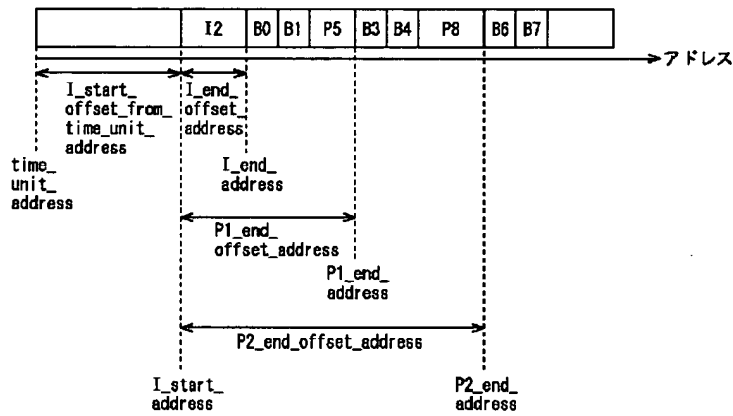 I2 B0 B1 P5 B3 B4 P8 B6 B7
アドレス
I_start_
offset_from_
time_unit_
address
I_end_
offset_
address
time_
unit_
address
I_end_
address
P1_end_
offset_address
P1_end_
address
P2_end_offset_address
I_start_
address
P2_end_
address